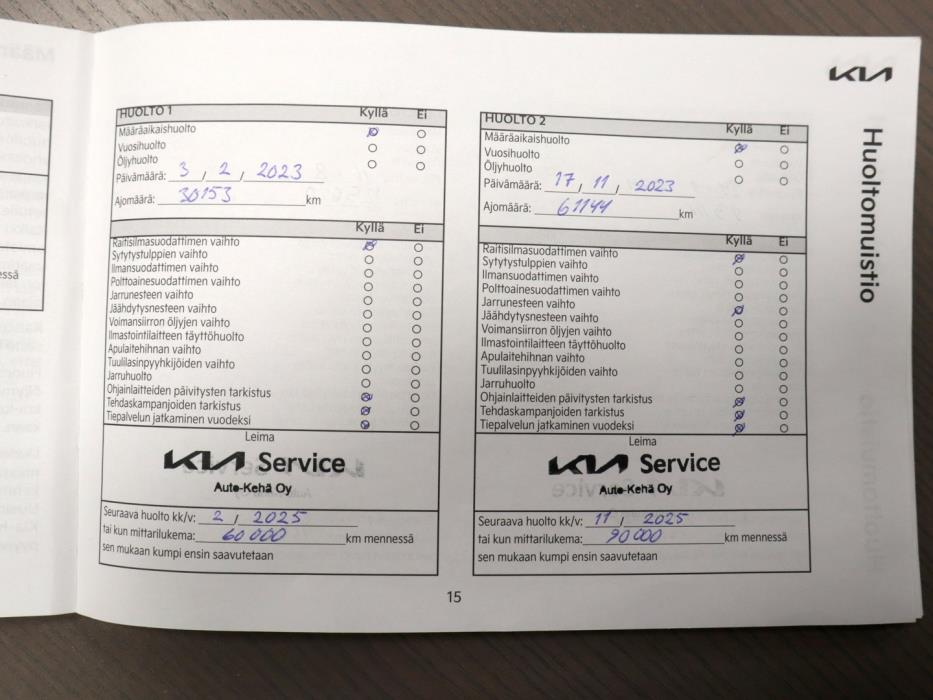 KIA
Huoltomuistio
HUOLTO 1 Kyllä Ei
Määräaikaishuolto
Vuosihuolto
Öljyhuolto
Päivämäärä: 3 / 2 / 2023
Ajomäärä: 30153 km
Kyllä Ei
Raitisilmasuodattimen vaihto
Sytytystulppien vaihto
Ilmansuodattimen vaihto
Polttoainesuodattimen vaihto
Jarrunesteen vaihto
Jäähdytysnesteen vaihto
Voimansiirron öljyjen vaihto
Ilmastointilaitteen täyttöhuolto
Apulaitehihnan vaihto
Tuulilasinpyyhkijöiden vaihto
Jarruhuolto
Ohjainlaitteiden päivitysten tarkistus
Tehdaskampanjoiden tarkistus
Tiepalvelun jatkaminen vuodeksi
Leima
KIA Service
Auto-Kehä Oy
Seuraava huolto kk/v: 2 / 2025
tai kun mittarilukema: 60 000 km mennessä
sen mukaan kumpi ensin saavutetaan
HUOLTO 2 Kyllä Ei
Määräaikaishuolto
Vuosihuolto
Öljyhuolto
Päivämäärä: 17 / 11 / 2023
Ajomäärä: 61144 km
Kyllä Ei
Raitisilmasuodattimen vaihto
Sytytystulppien vaihto
Ilmansuodattimen vaihto
Polttoainesuodattimen vaihto
Jarrunesteen vaihto
Jäähdytysnesteen vaihto
Voimansiirron öljyjen vaihto
Ilmastointilaitteen täyttöhuolto
Apulaitehihnan vaihto
Tuulilasinpyyhkijöiden vaihto
Jarruhuolto
Ohjainlaitteiden päivitysten tarkistus
Tehdaskampanjoiden tarkistus
Tiepalvelun jatkaminen vuodeksi
Leima
KIA Service
Auto-Kehä Oy
Seuraava huolto kk/v: 11 / 2025
tai kun mittarilukema: 90 000 km mennessä
sen mukaan kumpi ensin saavutetaan
15